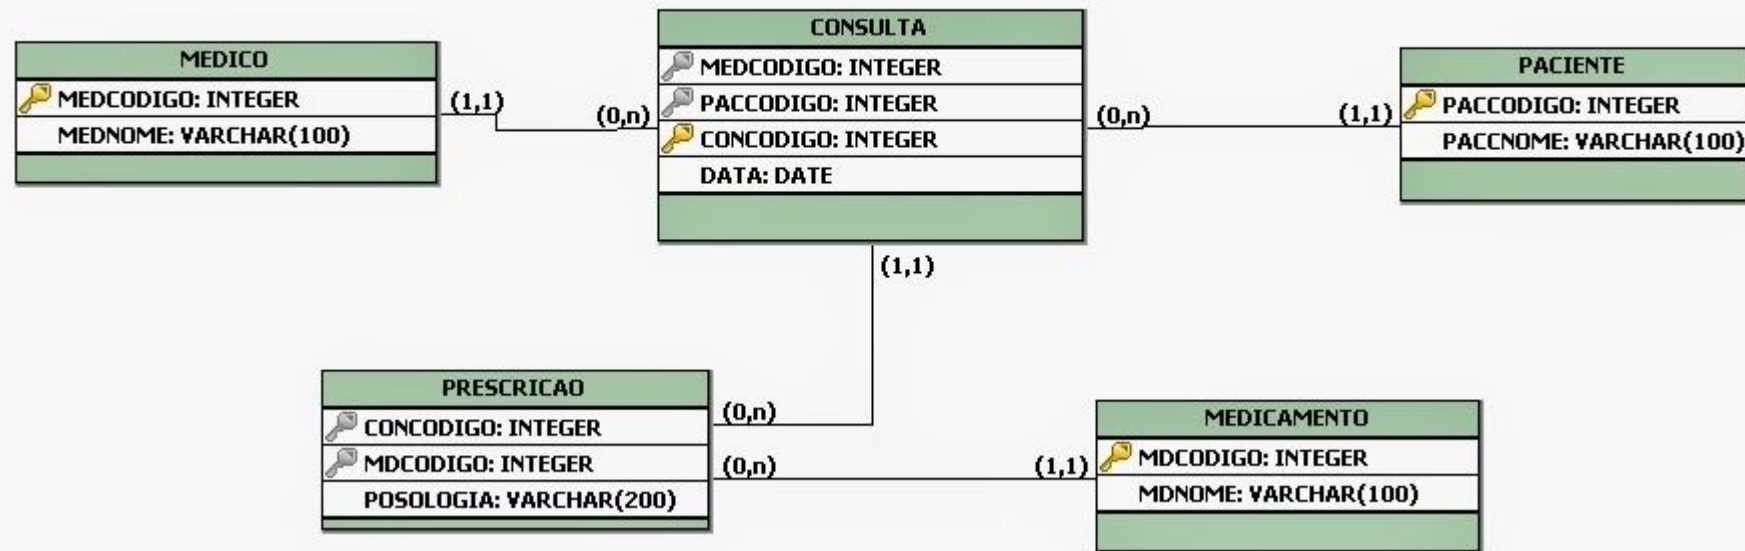 MEDICO
MEDCODIGO: INTEGER
MEDNOME: VARCHAR(100)
(1,1)
(0,n)
CONSULTA
MEDCODIGO: INTEGER
PACCODIGO: INTEGER
CONCODIGO: INTEGER
DATA: DATE
(0,n)
(1,1)
PACIENTE
PACCODIGO: INTEGER
PACCNOME: VARCHAR(100)
(1,1)
PRESCRICAO
CONCODIGO: INTEGER
MDCODIGO: INTEGER
POSOLOGIA: VARCHAR(200)
(0,n)
(0,n)
(1,1)
MEDICAMENTO
MDCODIGO: INTEGER
MDNOME: VARCHAR(100)